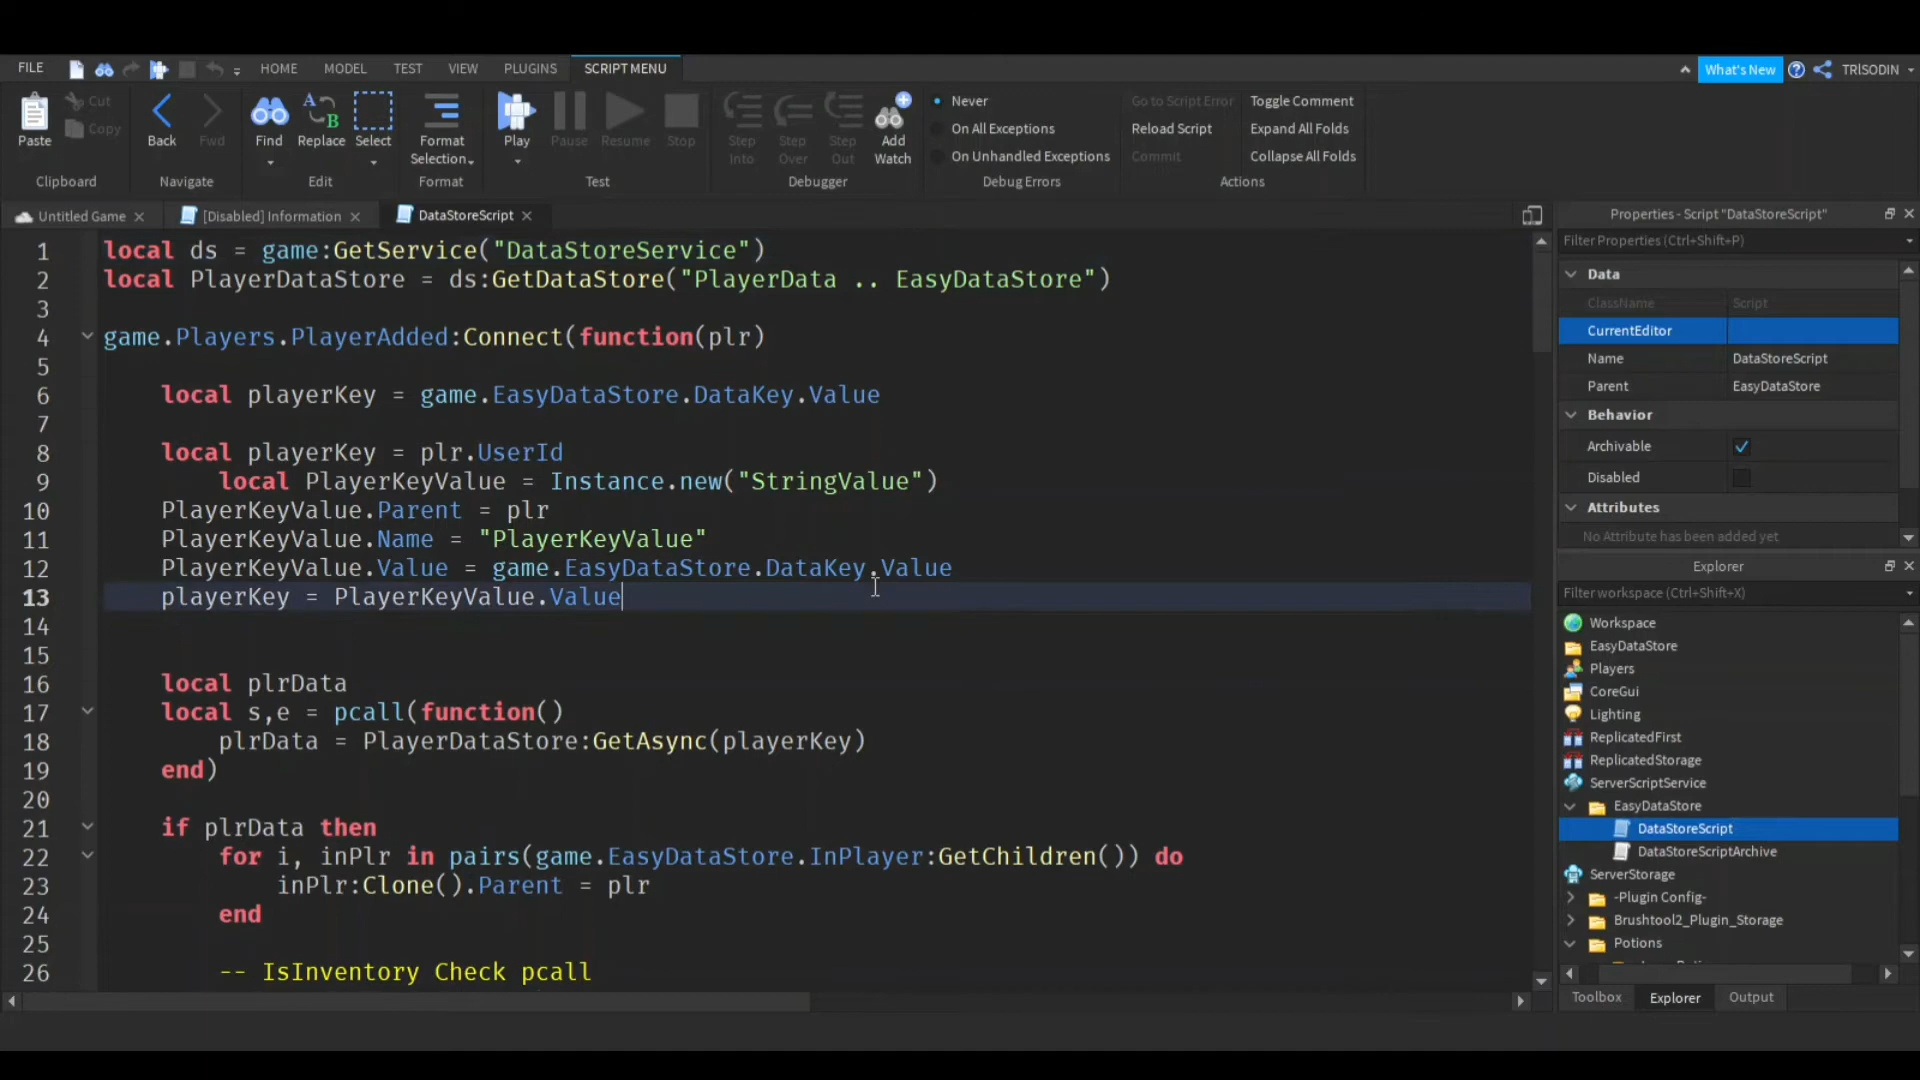 FILE HOME MODEL TEST VIEW PLUGINS SCRIPT MENU What's New TRISODIN
Paste Cut Copy Back Fwd Find Replace Select Format Selection Play Pause Resume Stop Step Into Step Over Step Out Add Watch
Never
On All Exceptions
On Unhandled Exceptions
Go to Script Error
Reload Script
Commit
Toggle Comment
Expand All Folds
Collapse All Folds
Clipboard Navigate Edit Format Test Debugger Debug Errors Actions
Untitled Game [Disabled] Information DataStoreScript
1 local ds = game:GetService("DataStoreService")
2 local PlayerDataStore = ds:GetDataStore("PlayerData .. EasyDataStore")
3
4 game.Players.PlayerAdded:Connect(function(plr)
5
6 local playerKey = game.EasyDataStore.DataKey.Value
7
8 local playerKey = plr.UserId
9 local PlayerKeyValue = Instance.new("StringValue")
10 PlayerKeyValue.Parent = plr
11 PlayerKeyValue.Name = "PlayerKeyValue"
12 PlayerKeyValue.Value = game.EasyDataStore.DataKey.Value
13 playerKey = PlayerKeyValue.Value
14
15
16 local plrData
17 local s,e = pcall(function()
18 plrData = PlayerDataStore:GetAsync(playerKey)
19 end)
20
21 if plrData then
22 for i, inPlr in pairs(game.EasyDataStore.InPlayer:GetChildren()) do
23 inPlr:Clone().Parent = plr
24 end
25
26 -- IsInventory Check pcall
Properties - Script "DataStoreScript"
Filter Properties (Ctrl+Shift+P)
Data
ClassName Script
CurrentEditor
Name DataStoreScript
Parent EasyDataStore
Behavior
Archivable
Disabled
Attributes
No Attribute has been added yet
Explorer
Filter workspace (Ctrl+Shift+X)
Workspace
EasyDataStore
Players
CoreGui
Lighting
ReplicatedFirst
ReplicatedStorage
ServerScriptService
EasyDataStore
DataStoreScript
DataStoreScriptArchive
ServerStorage
-Plugin Config-
Brushtool2_Plugin_Storage
Potions
Toolbox Explorer Output